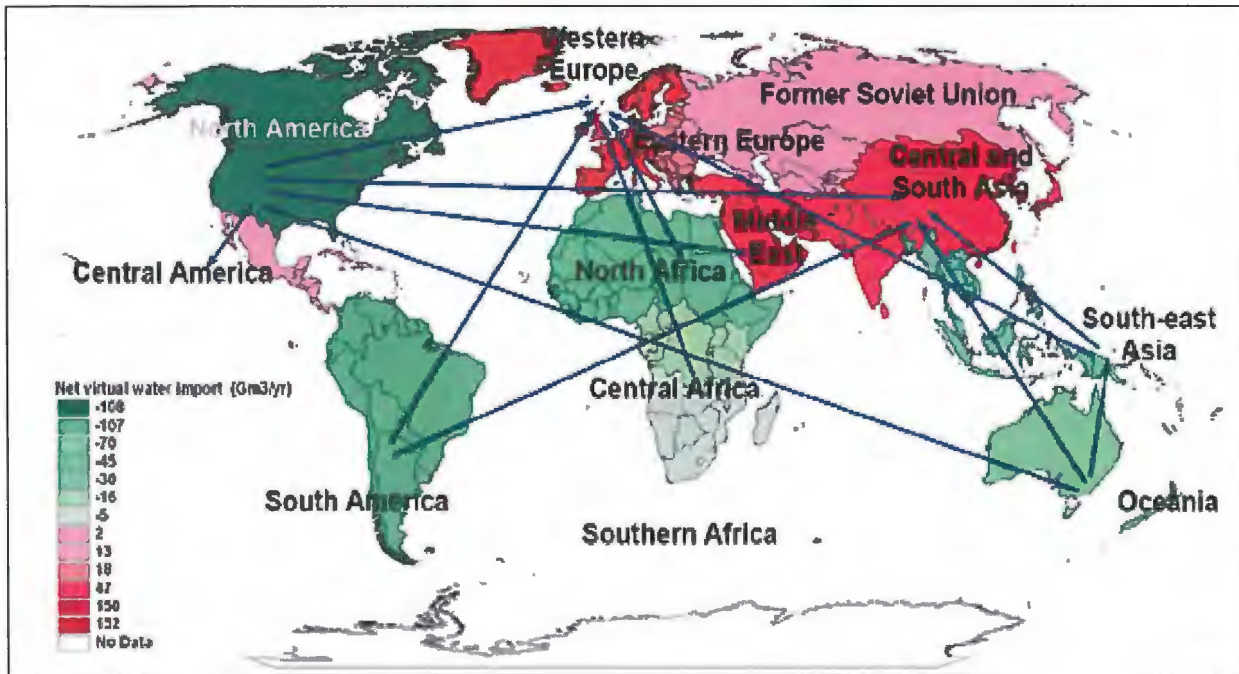 Western
Europe
Former Soviet Union
North America
Eastern Europe
Central and
South Asia
Middle
East
Central America
North Africa
South-east
Asia
Central Africa
Net virtual water import (Gm3/yr)
-108
-107
-70
-45
-30
-16
-5
2
13
18
47
150
152
No Data
South America
Oceania
Southern Africa